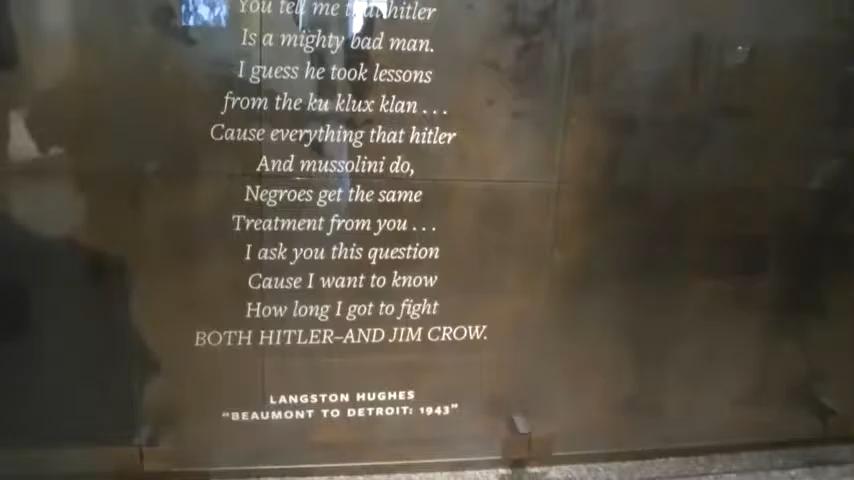 You tell me that hitler
Is a mighty bad man.
I guess he took lessons
from the ku klux klan . . .
Cause everything that hitler
And mussolini do,
Negroes get the same
Treatment from you . . .
I ask you this question
Cause I want to know
How long I got to fight
BOTH HITLER–AND JIM CROW.
LANGSTON HUGHES
“BEAUMONT TO DETROIT: 1943”